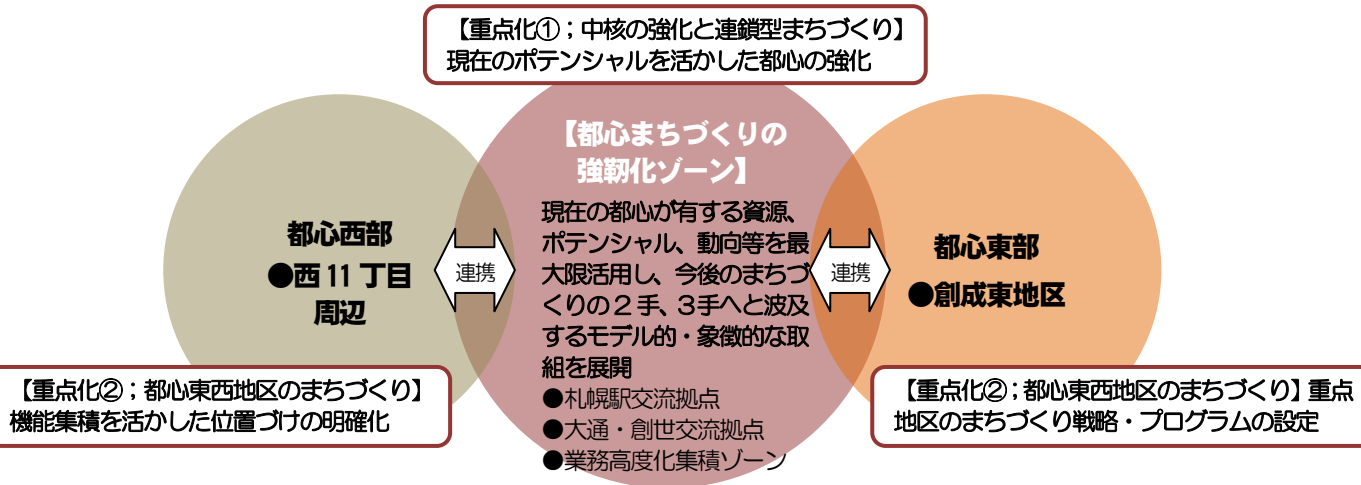 【重点化①；中核の強化と連鎖型まちづくり】
現在のポテンシャルを活かした都心の強化
【都心まちづくりの
強靭化ゾーン】
現在の都心が有する資源、
ポテンシャル、動向等を最
大限活用し、今後のまちづ
くりの２手、３手へと波及
するモデル的・象徴的な取
組を展開
●札幌駅交流拠点
●大通・創世交流拠点
●業務高度化集積ゾーン
都心西部
●西 11 丁目
周辺
連携
連携
都心東部
●創成東地区
【重点化②；都心東西地区のまちづくり】
機能集積を活かした位置づけの明確化
【重点化②；都心東西地区のまちづくり】重点
地区のまちづくり戦略・プログラムの設定